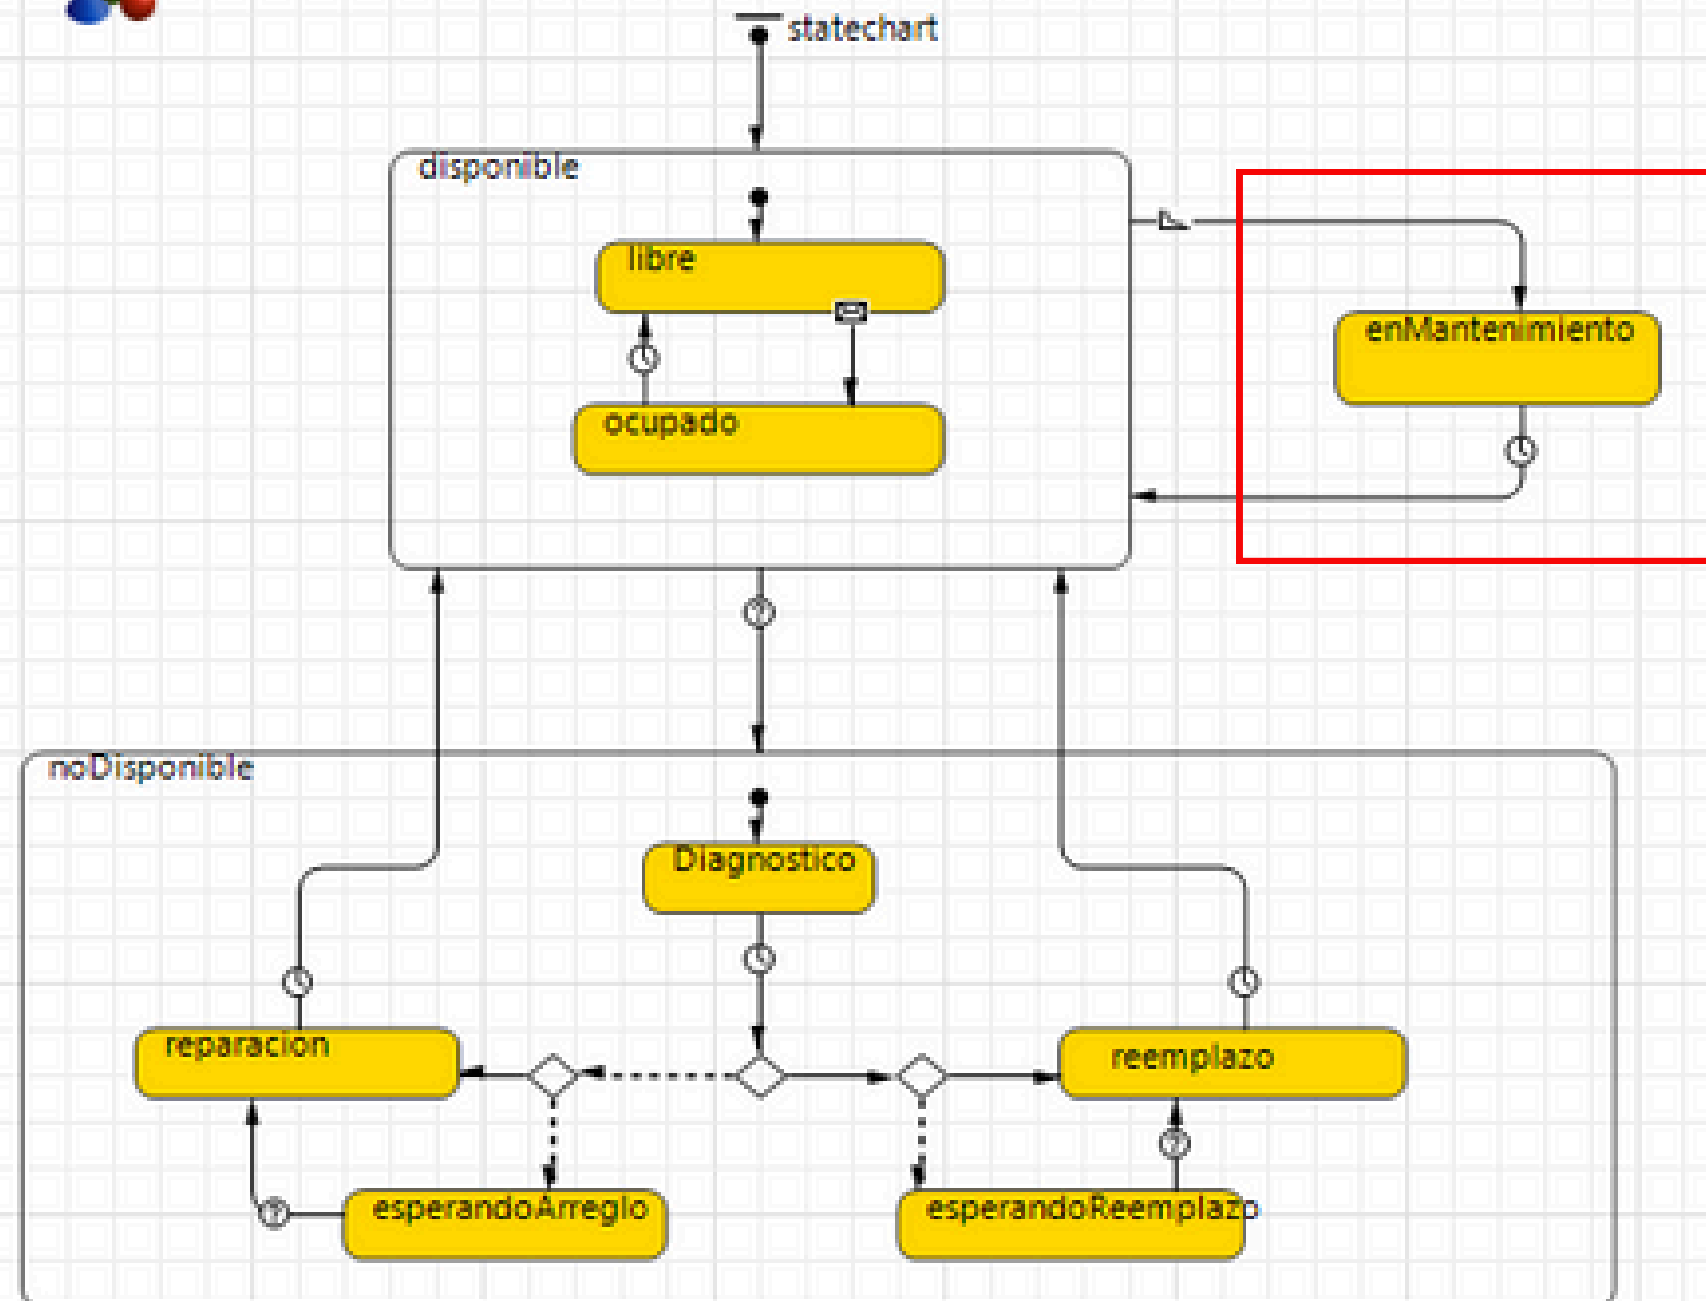 statechart
disponible
libre
enMantenimiento
ocupado
noDisponible
Diagnostico
reparacion
reemplazo
esperandoArreglo
esperandoReemplazo